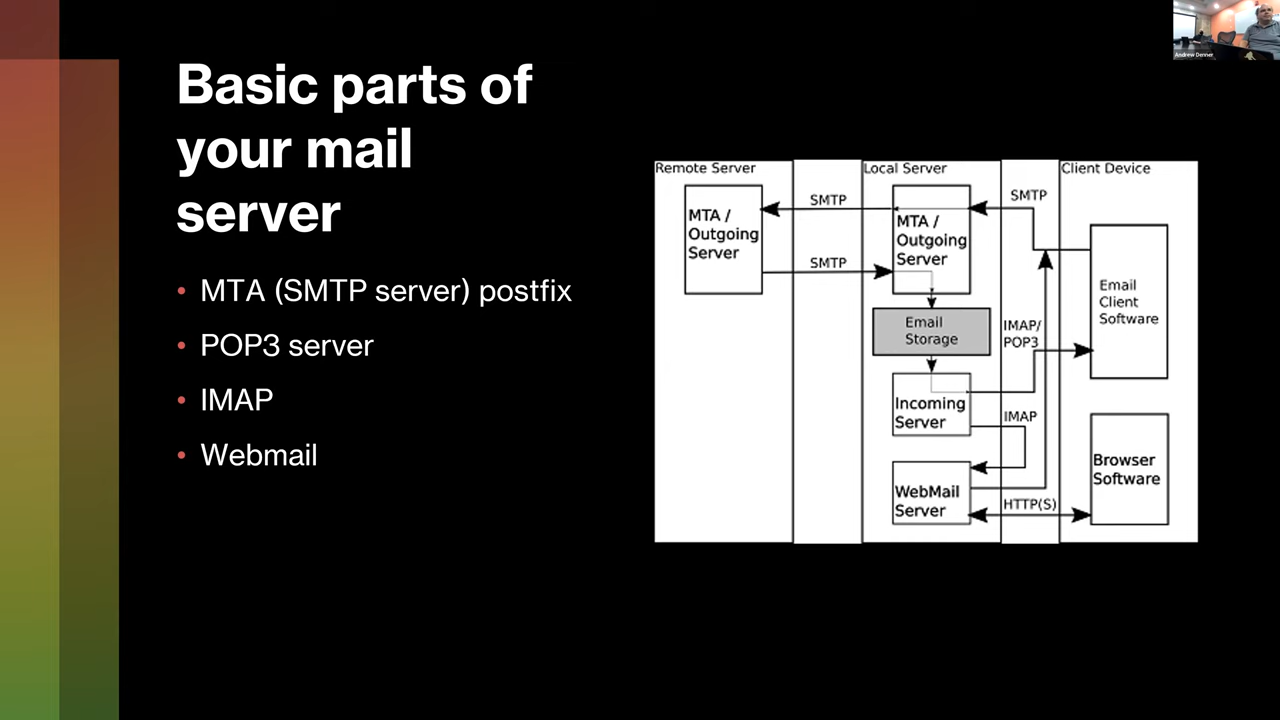 Basic parts of
your mail
server
• MTA (SMTP server) postfix
• POP3 server
• IMAP
• Webmail
Remote Server
Local Server
Client Device
MTA /
Outgoing
Server
SMTP
SMTP
MTA /
Outgoing
Server
SMTP
Email
Storage
IMAP/
POP3
Email
Client
Software
Incoming
Server
IMAP
WebMail
Server
HTTP(S)
Browser
Software
Andrew Denner